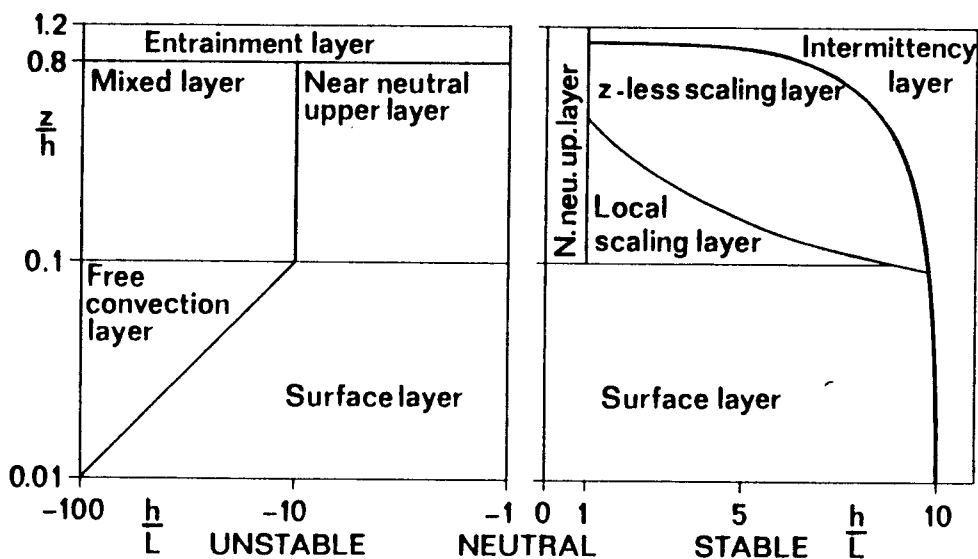 1.2
0.8
z
h
0.1
0.01
Entrainment layer
Mixed layer
Near neutral
upper layer
Free
convection
layer
Surface layer
-100
h
L
-10
-1
UNSTABLE
NEUTRAL
N. neu. up. layer
Intermittency
layer
z-less scaling layer
Local
scaling layer
Surface layer
0
1
5
h
L
10
STABLE